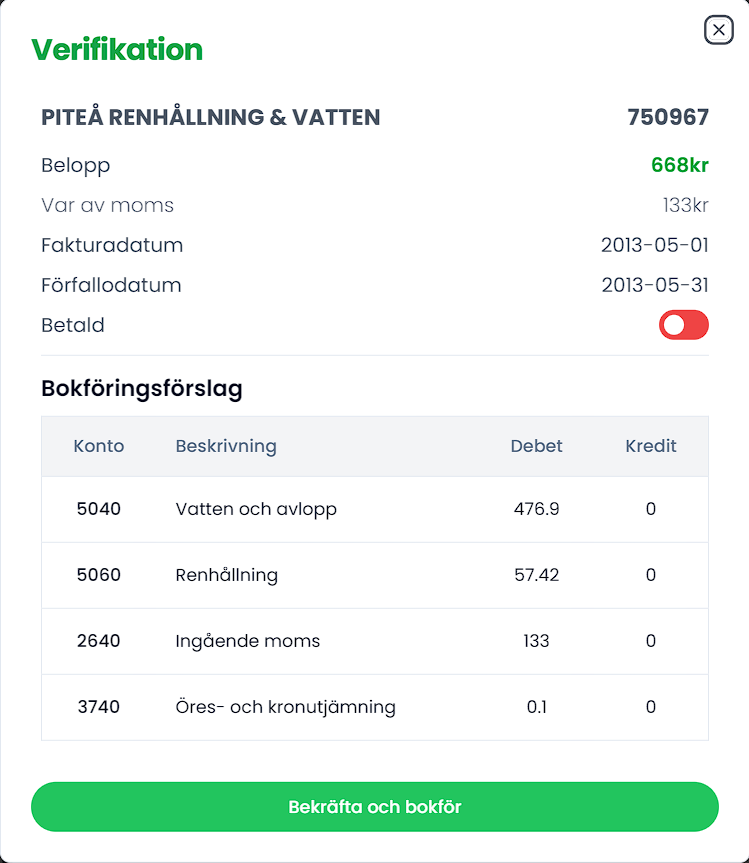 Verifikation
PITEÅ RENHÅLLNING & VATTEN 750967
Belopp 668kr
Var av moms 133kr
Fakturadatum 2013-05-01
Förfallodatum 2013-05-31
Betald
Bokföringsförslag
Konto Beskrivning Debet Kredit
5040 Vatten och avlopp 476.9 0
5060 Renhållning 57.42 0
2640 Ingående moms 133 0
3740 Öres- och kronutjämning 0.1 0
Bekräfta och bokför